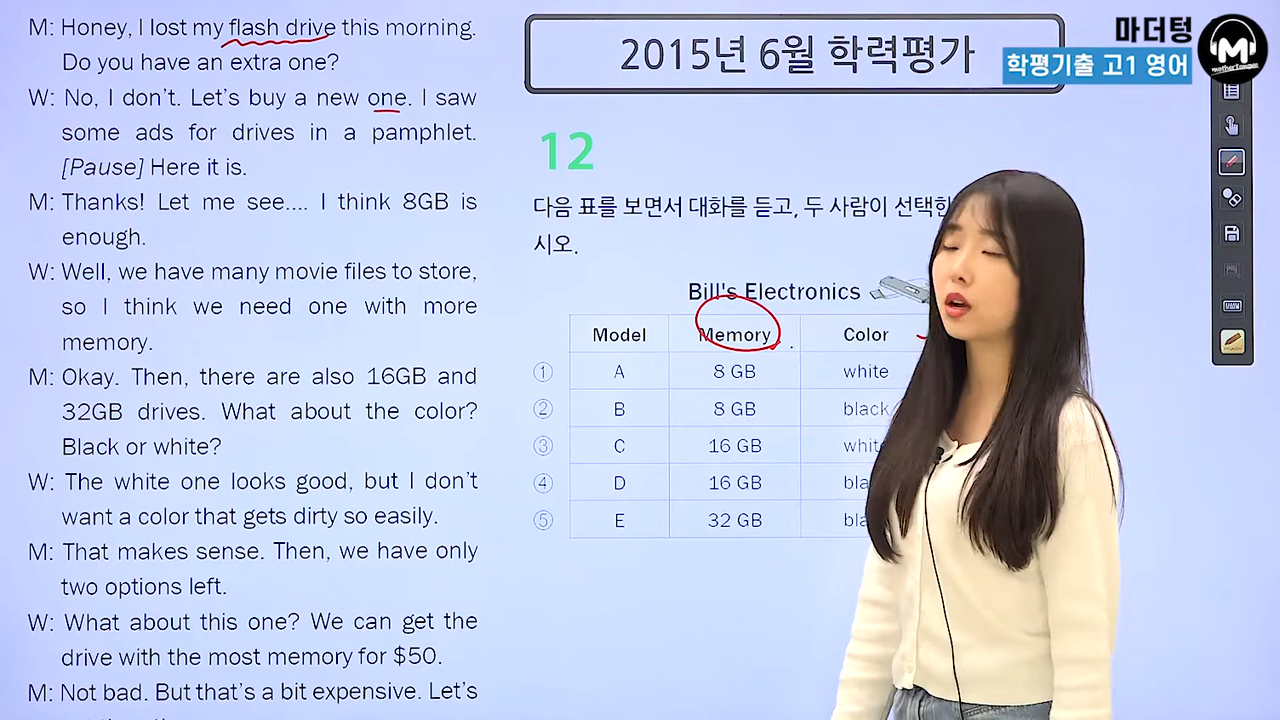 M: Honey, I lost my flash drive this morning.
Do you have an extra one?
W: No, I don't. Let's buy a new one. I saw
some ads for drives in a pamphlet.
[Pause] Here it is.
M: Thanks! Let me see.... I think 8GB is
enough.
W: Well, we have many movie files to store,
so I think we need one with more
memory.
M: Okay. Then, there are also 16GB and
32GB drives. What about the color?
Black or white?
W: The white one looks good, but I don't
want a color that gets dirty so easily.
M: That makes sense. Then, we have only
two options left.
W: What about this one? We can get the
drive with the most memory for $50.
M: Not bad. But that's a bit expensive. Let's
2015년 6월 학력평가
마더텅
학평기출 고1 영어
M
12
다음 표를 보면서 대화를 듣고, 두 사람이 선택한
시오.
Bill's Electronics
Model Memory Color
① A 8 GB white
② B 8 GB black
③ C 16 GB whit
④ D 16 GB bla
⑤ E 32 GB bla